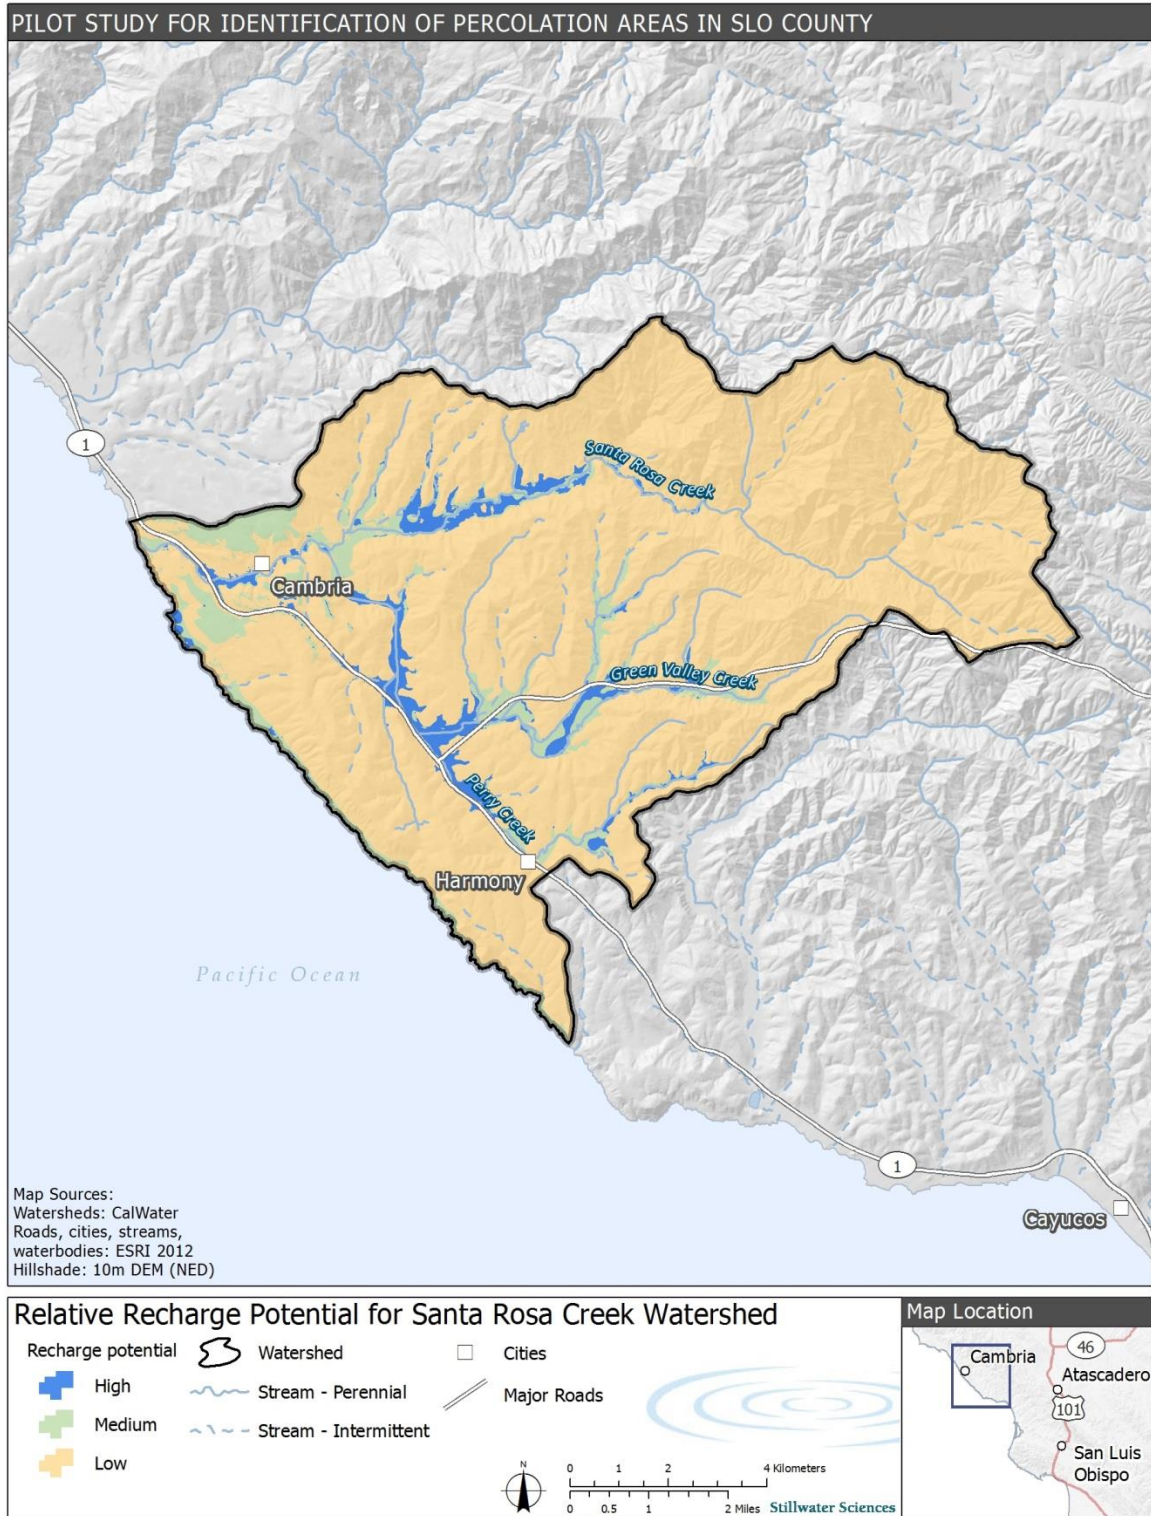 PILOT STUDY FOR IDENTIFICATION OF PERCOLATION AREAS IN SLO COUNTY
1
Santa Rosa Creek
Cambria
Green Valley Creek
Perry Creek
Harmony
Pacific Ocean
1
Cayucos
Map Sources:
Watersheds: CalWater
Roads, cities, streams,
waterbodies: ESRI 2012
Hillshade: 10m DEM (NED)
Relative Recharge Potential for Santa Rosa Creek Watershed
Recharge potential
High
Medium
Low
Watershed
Stream - Perennial
Stream - Intermittent
Cities
Major Roads
N
0 1 2 4 Kilometers
0 0.5 1 2 Miles
Stillwater Sciences
Map Location
46
Cambria
Atascadero
101
San Luis
Obispo